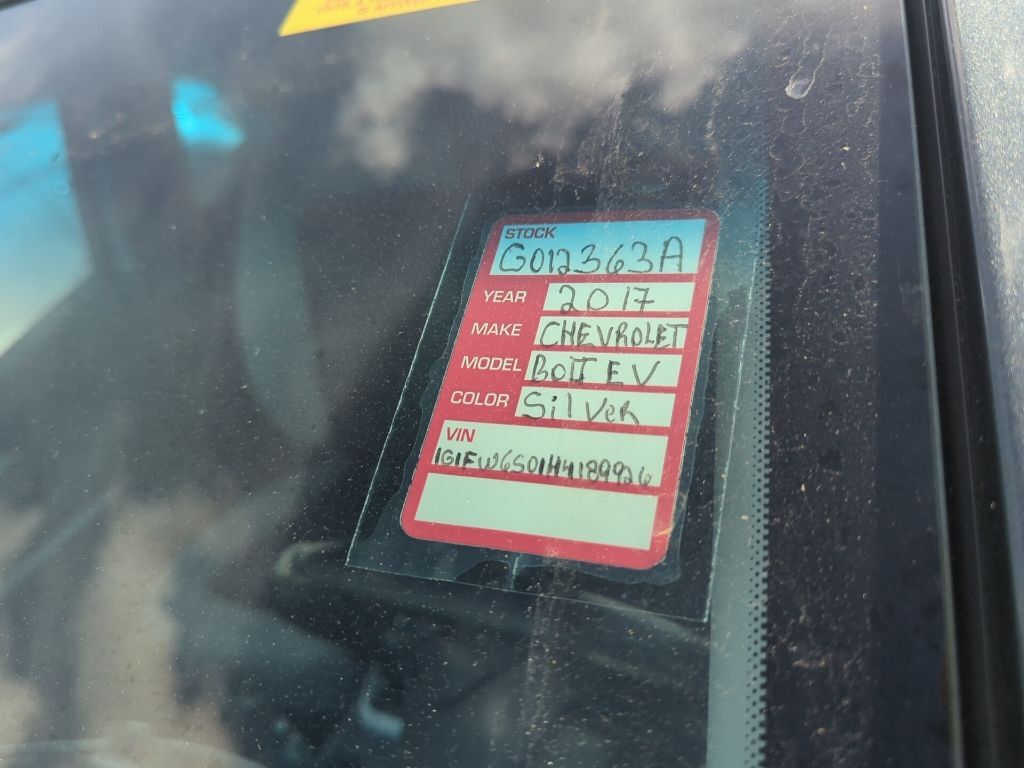 STOCK
G012363A
YEAR 2017
MAKE CHEVROLET
MODEL Bolt EV
COLOR Silver
VIN
1G1FW6S01H4189926